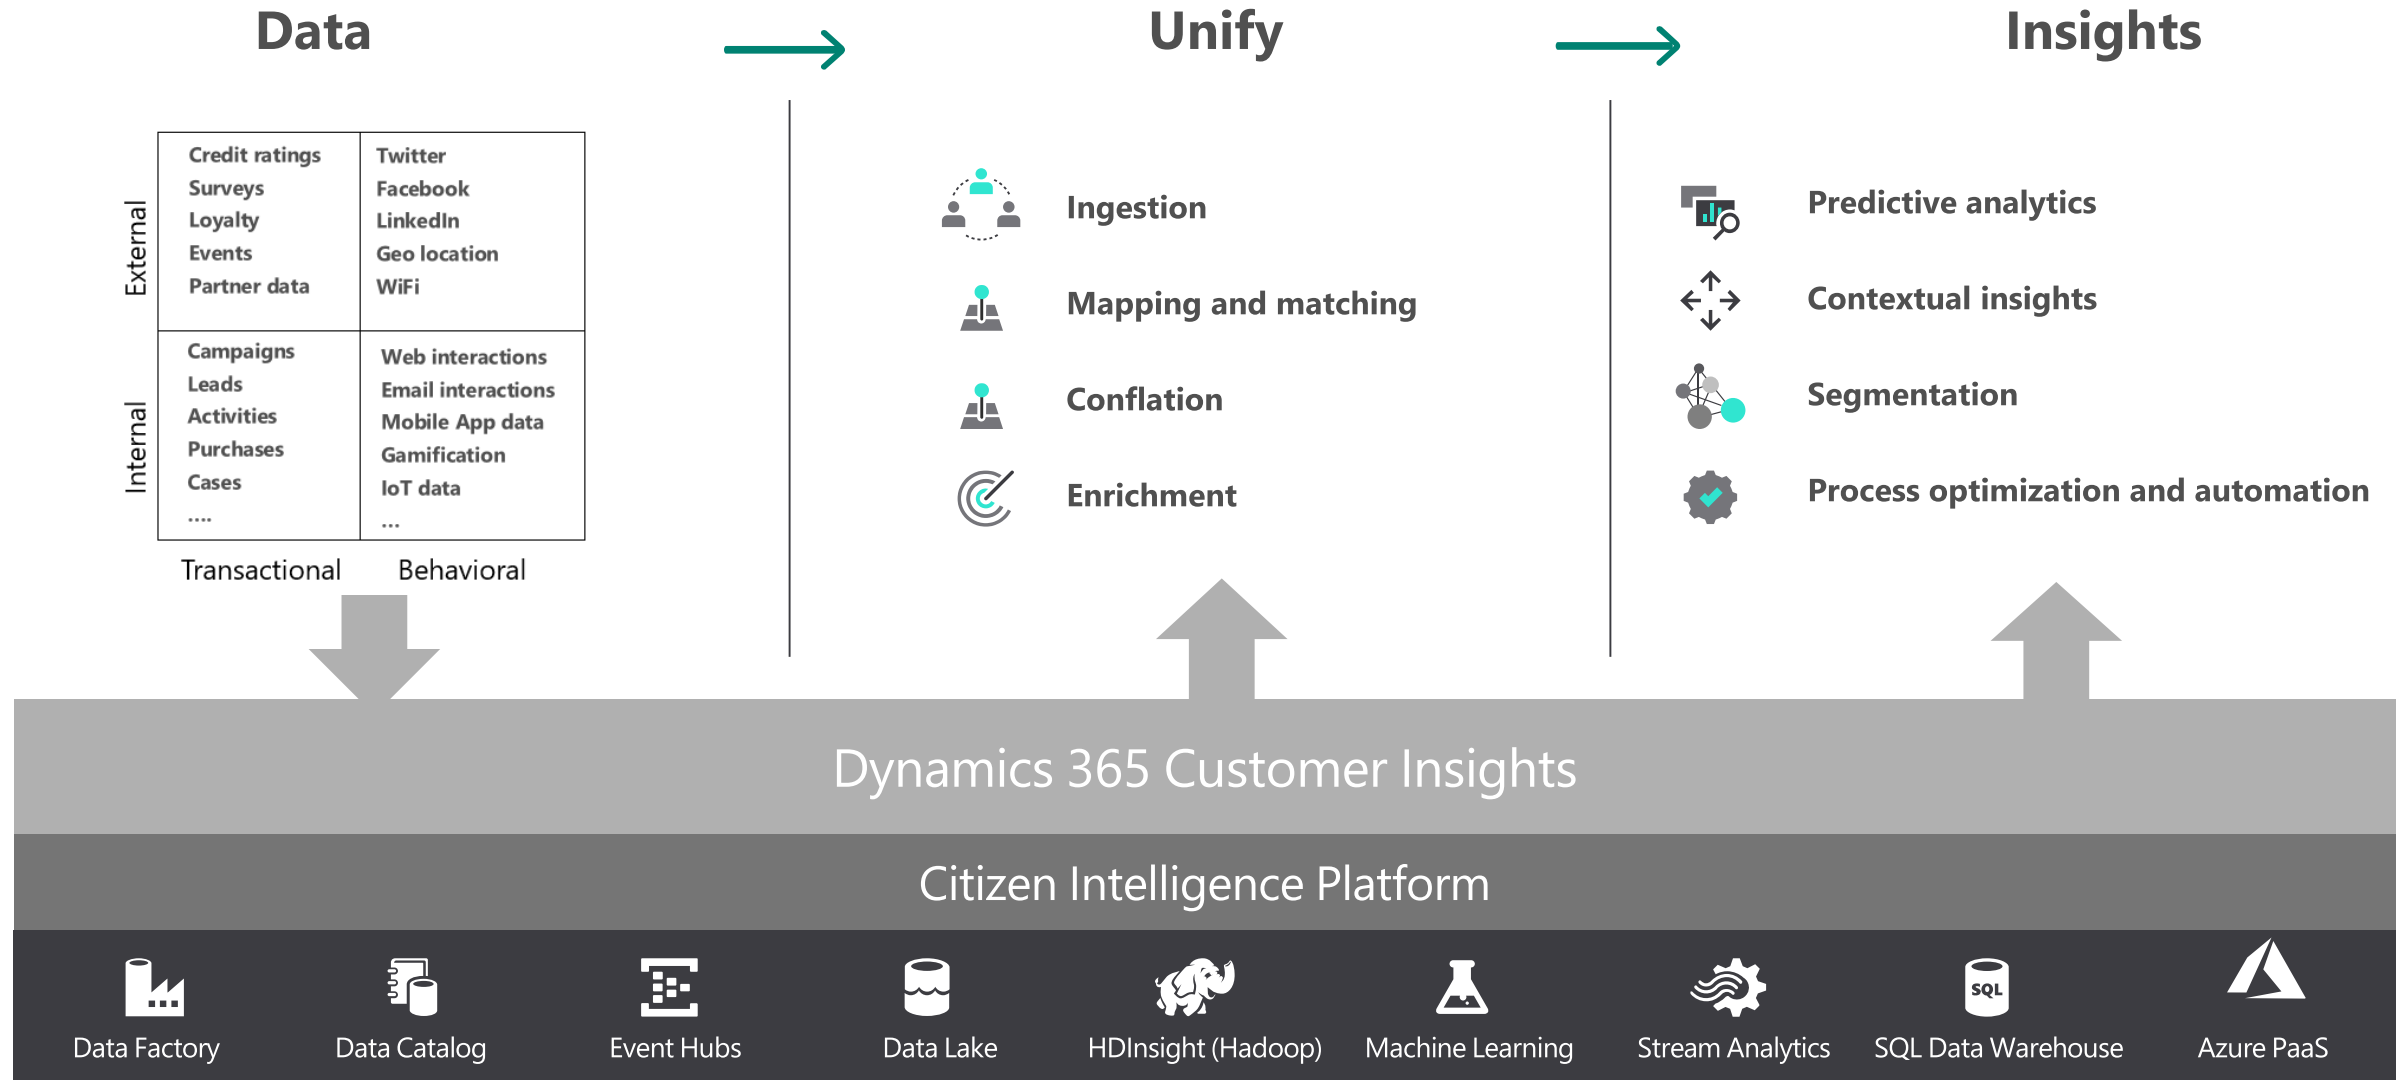 Data
Unify
Insights
External
Credit ratings
Surveys
Loyalty
Events
Partner data
Twitter
Facebook
LinkedIn
Geo location
WiFi
Internal
Campaigns
Leads
Activities
Purchases
Cases
....
Web interactions
Email interactions
Mobile App data
Gamification
IoT data
...
Transactional
Behavioral
Ingestion
Mapping and matching
Conflation
Enrichment
Predictive analytics
Contextual insights
Segmentation
Process optimization and automation
Dynamics 365 Customer Insights
Citizen Intelligence Platform
SQL
Data Factory
Data Catalog
Event Hubs
Data Lake
HDInsight (Hadoop)
Machine Learning
Stream Analytics
SQL Data Warehouse
Azure PaaS